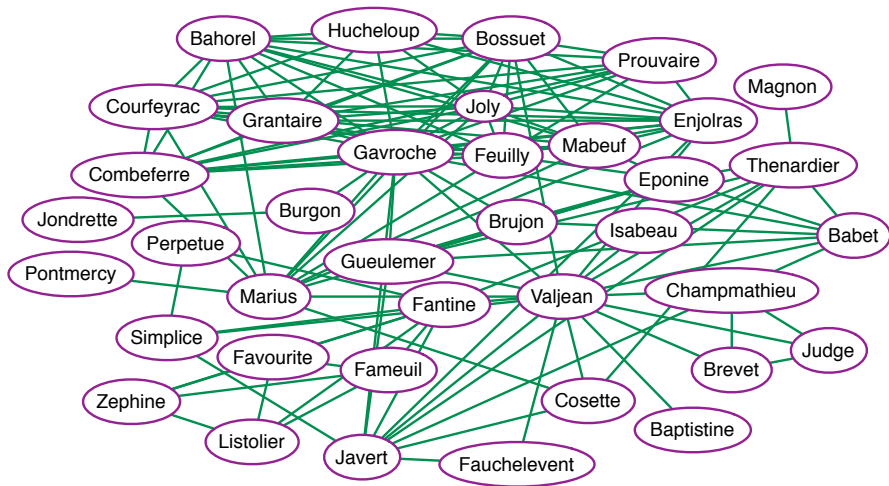 Hucheloup
Bahorel
Bossuet
Prouvaire
Magnon
Courfeyrac
Grantaire
Joly
Enjolras
Gavroche
Feuilly
Mabeuf
Thenardier
Combeferre
Eponine
Jondrette
Burgon
Brujon
Isabeau
Babet
Perpetue
Pontmercy
Gueulemer
Marius
Fantine
Valjean
Champmathieu
Simplice
Favourite
Fameuil
Brevet
Judge
Zephine
Cosette
Listolier
Baptistine
Javert
Fauchelevent